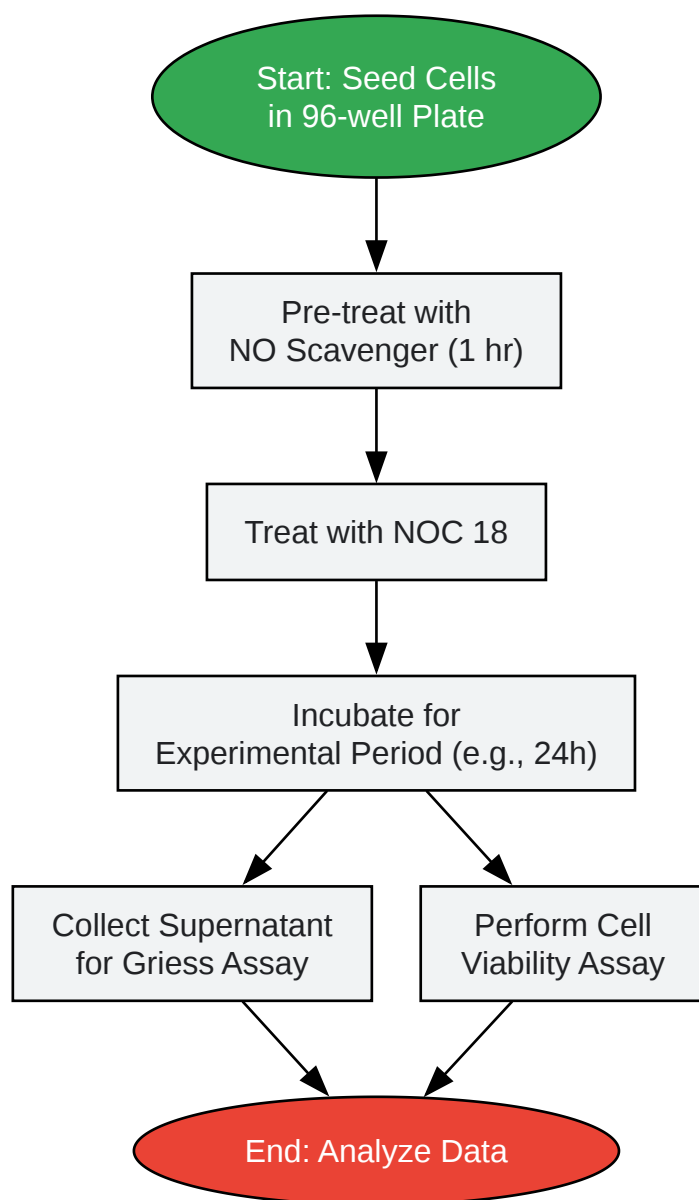 Start: Seed Cells
in 96-well Plate
Pre-treat with
NO Scavenger (1 hr)
Treat with NOC 18
Incubate for
Experimental Period (e.g., 24h)
Collect Supernatant
for Griess Assay
Perform Cell
Viability Assay
End: Analyze Data